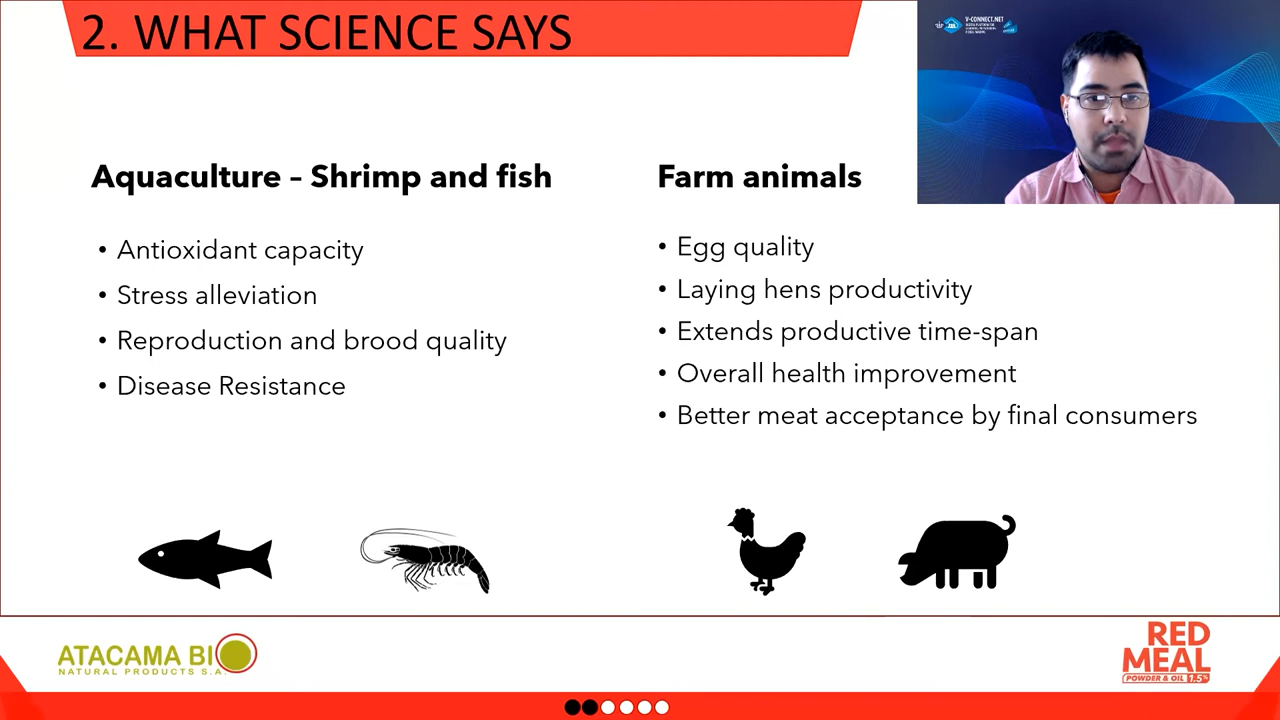 2. WHAT SCIENCE SAYS
V-CONNECT.NET
Aquaculture – Shrimp and fish
• Antioxidant capacity
• Stress alleviation
• Reproduction and brood quality
• Disease Resistance
Farm animals
• Egg quality
• Laying hens productivity
• Extends productive time-span
• Overall health improvement
• Better meat acceptance by final consumers
ATACAMA BIO
NATURAL PRODUCTS S.A.
RED
MEAL
POWDER & OIL 1.5%